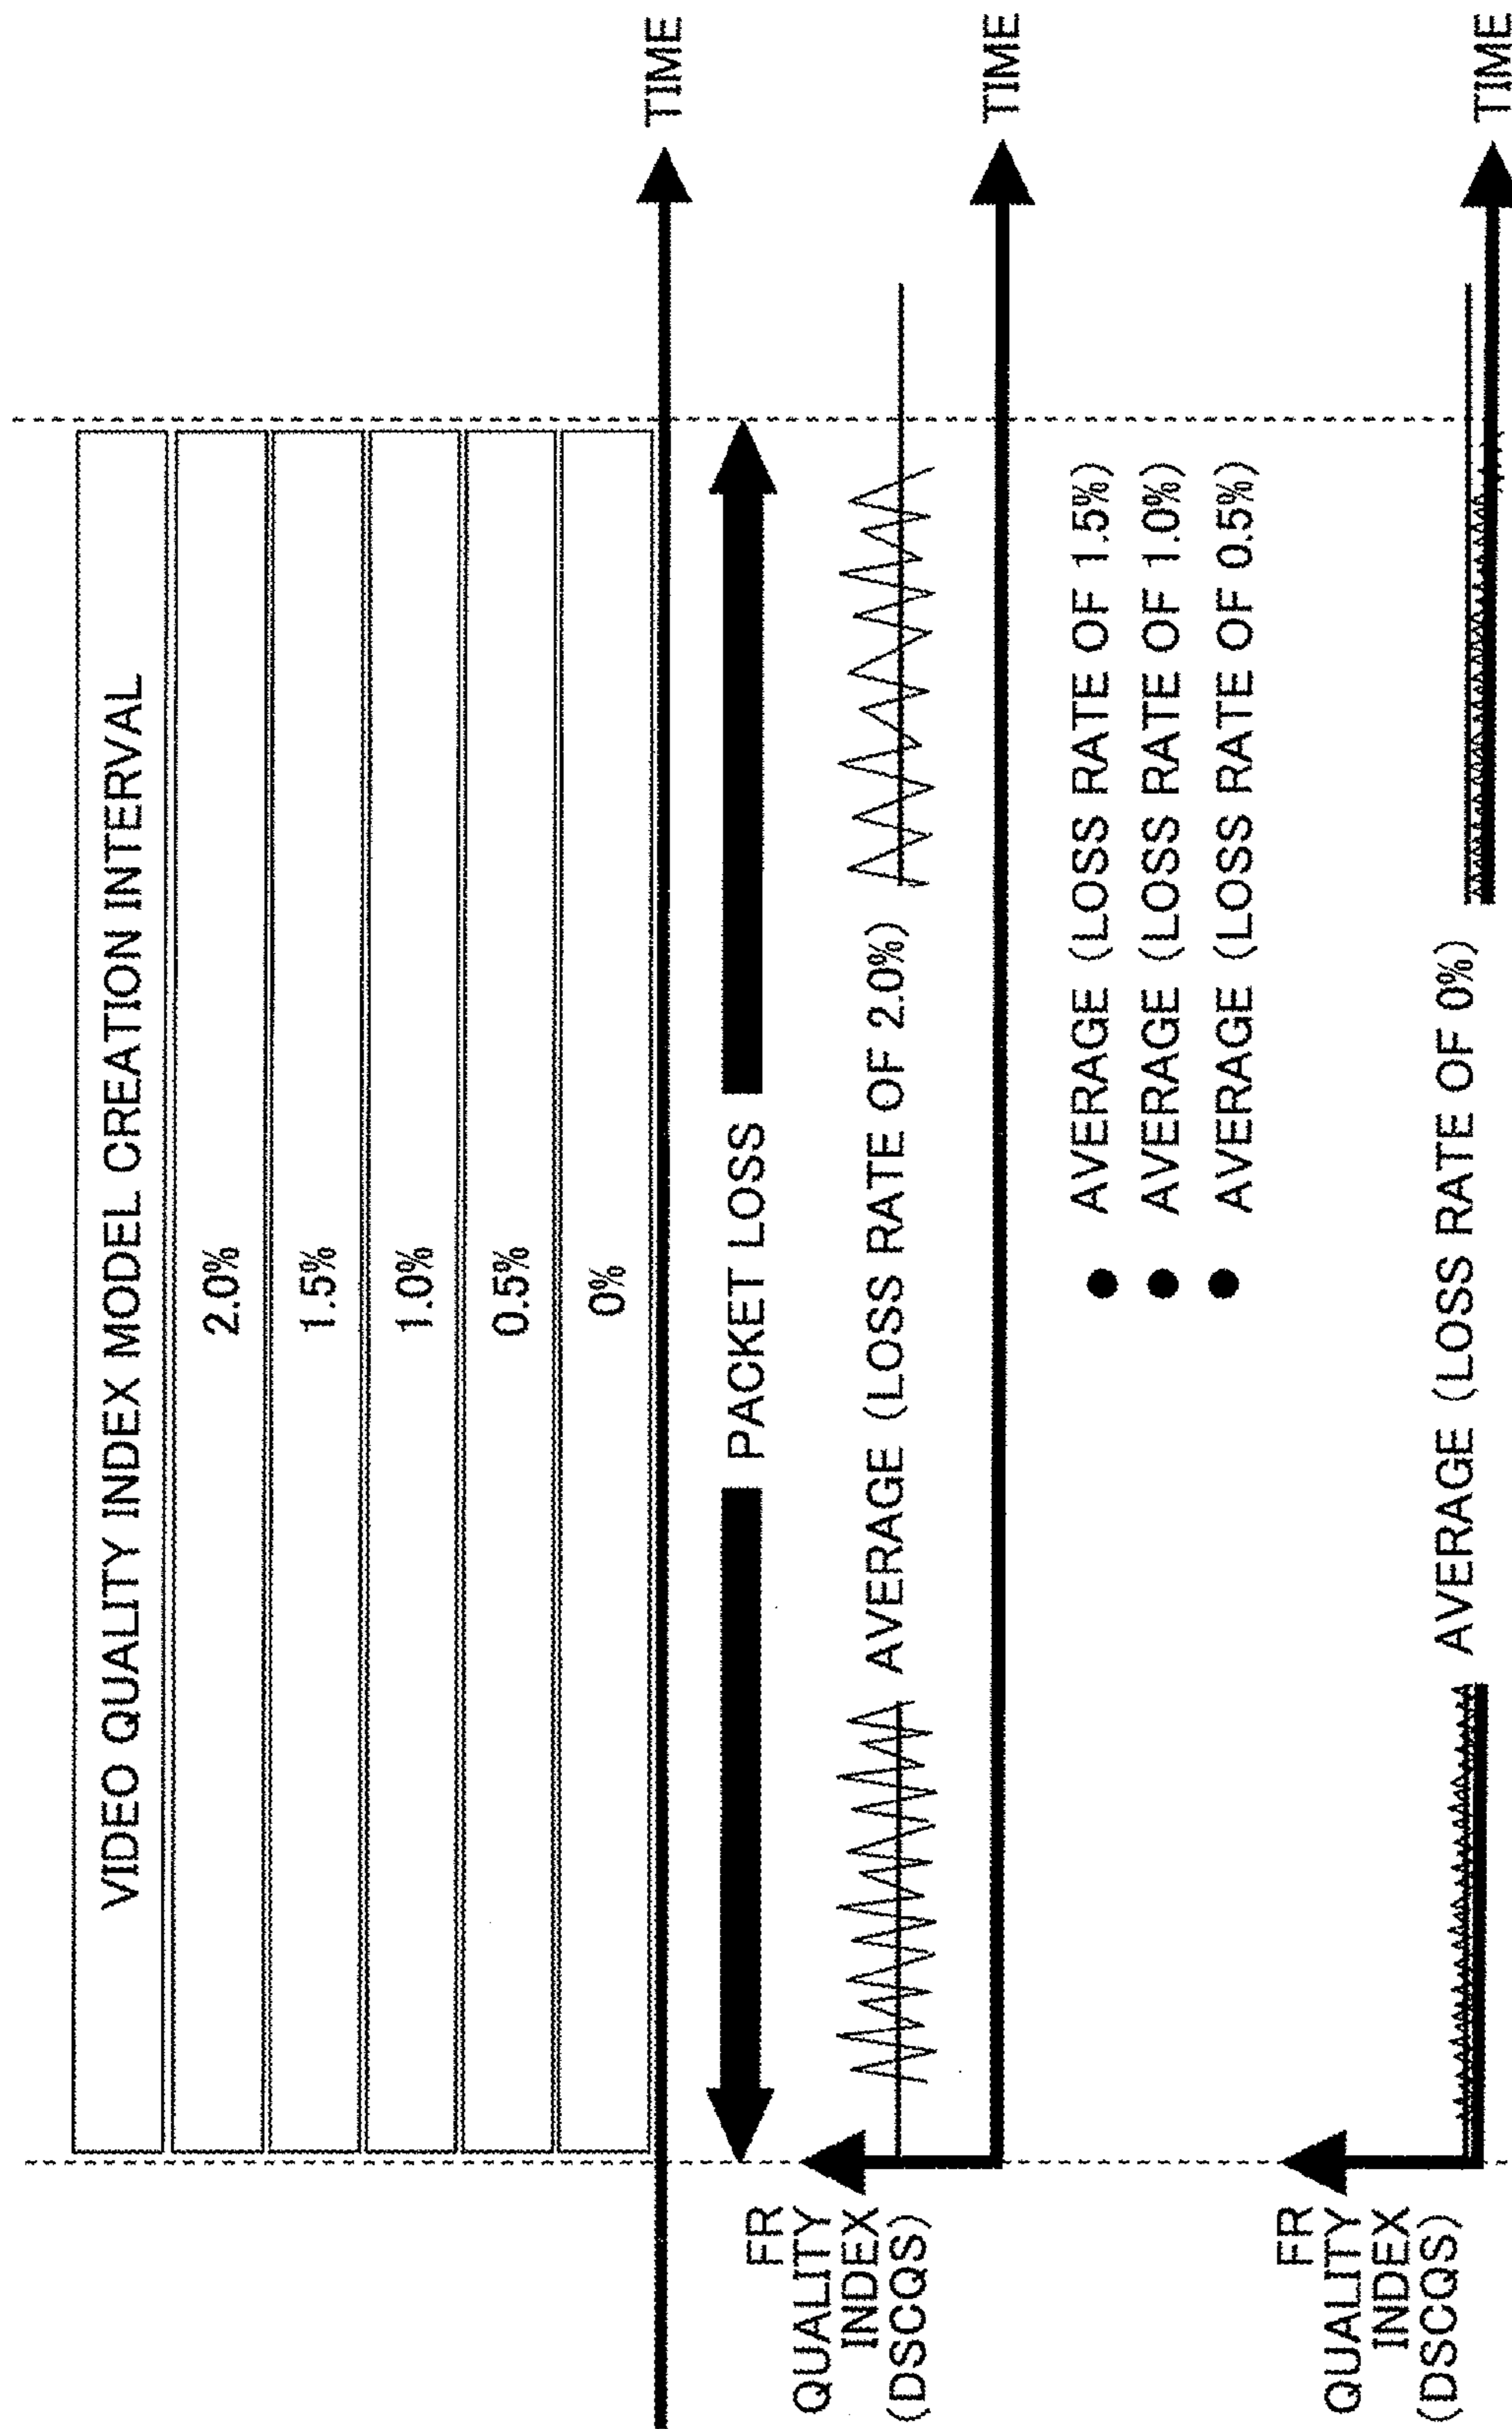 VIDEO QUALITY INDEX MODEL CREATION INTERVAL
2.0%
1.5%
1.0%
0.5%
0%
TIME
PACKET LOSS
FR
QUALITY
INDEX
(DSCQS)
AVERAGE (LOSS RATE OF 2.0%)
TIME
AVERAGE (LOSS RATE OF 1.5%)
AVERAGE (LOSS RATE OF 1.0%)
AVERAGE (LOSS RATE OF 0.5%)
FR
QUALITY
INDEX
(DSCQS)
AVERAGE (LOSS RATE OF 0%)
TIME